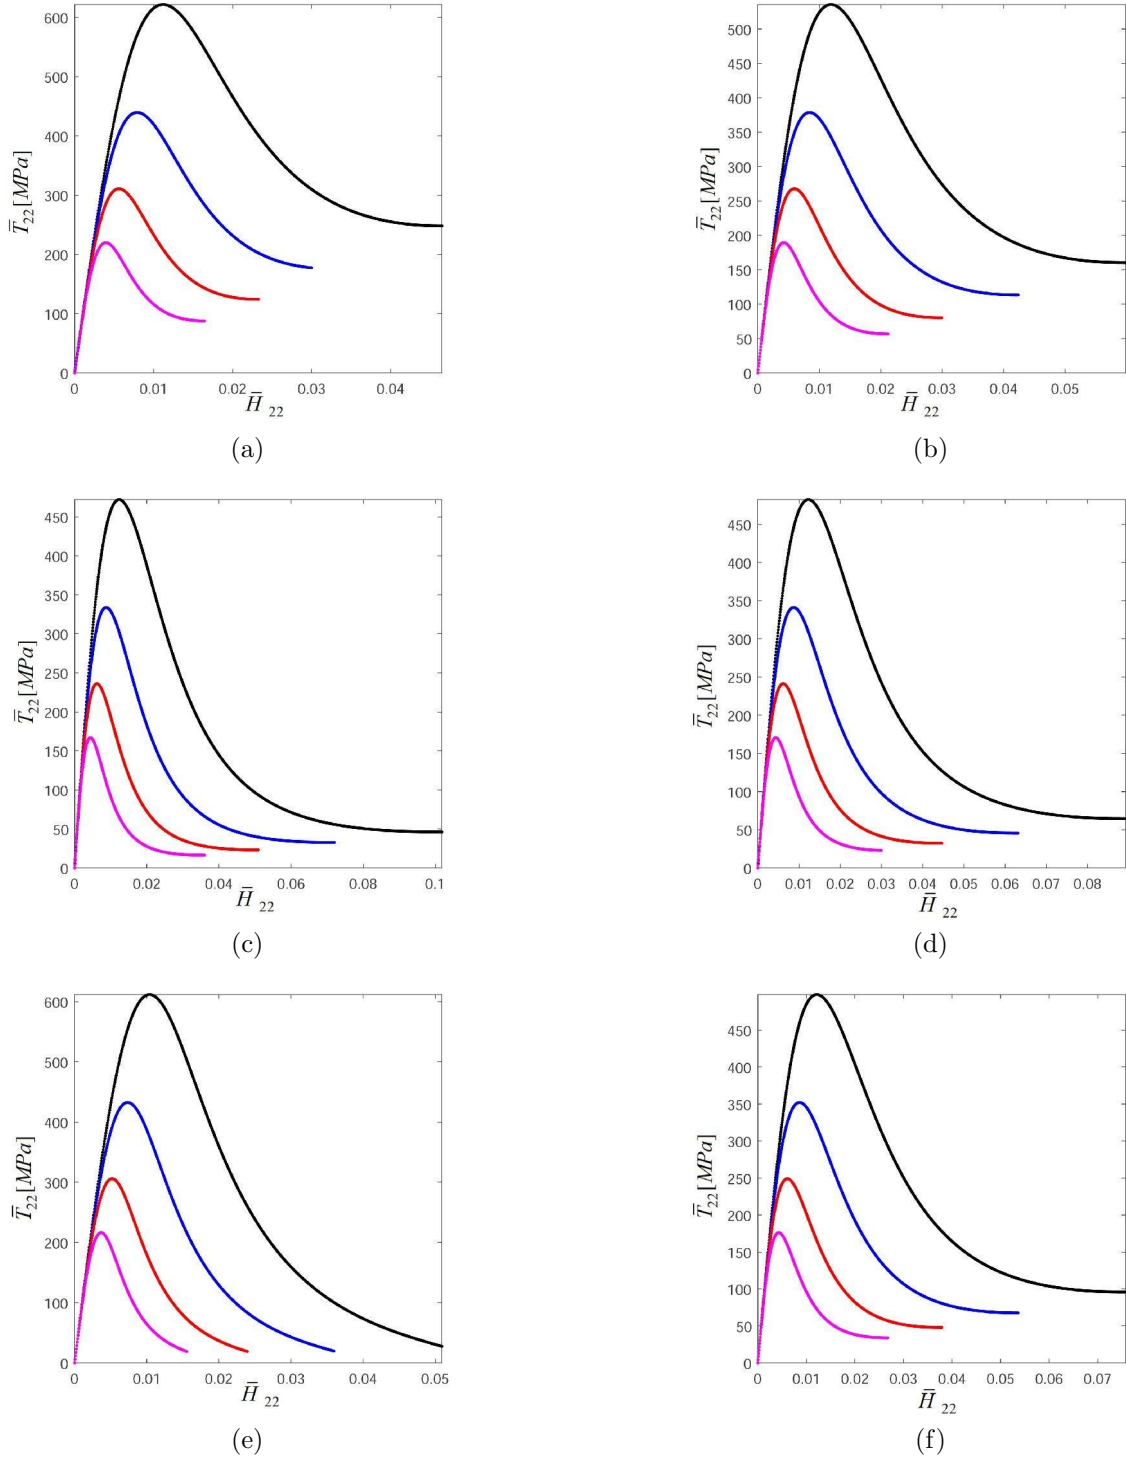 600
500
400
300
200
100
0
T̅₂₂[MPa]
0 0.01 0.02 0.03 0.04
H̅ ₂₂
(a)
500
450
400
350
300
250
200
150
100
50
0
T̅₂₂[MPa]
0 0.01 0.02 0.03 0.04 0.05
H̅ ₂₂
(b)
450
400
350
300
250
200
150
100
50
0
T̅₂₂[MPa]
0 0.02 0.04 0.06 0.08 0.1
H̅ ₂₂
(c)
450
400
350
300
250
200
150
100
50
0
T̅₂₂[MPa]
0 0.01 0.02 0.03 0.04 0.05 0.06 0.07 0.08
H̅ ₂₂
(d)
600
500
400
300
200
100
0
T̅₂₂[MPa]
0 0.01 0.02 0.03 0.04 0.05
H̅ ₂₂
(e)
450
400
350
300
250
200
150
100
50
0
T̅₂₂[MPa]
0 0.01 0.02 0.03 0.04 0.05 0.06 0.07
H̅ ₂₂
(f)